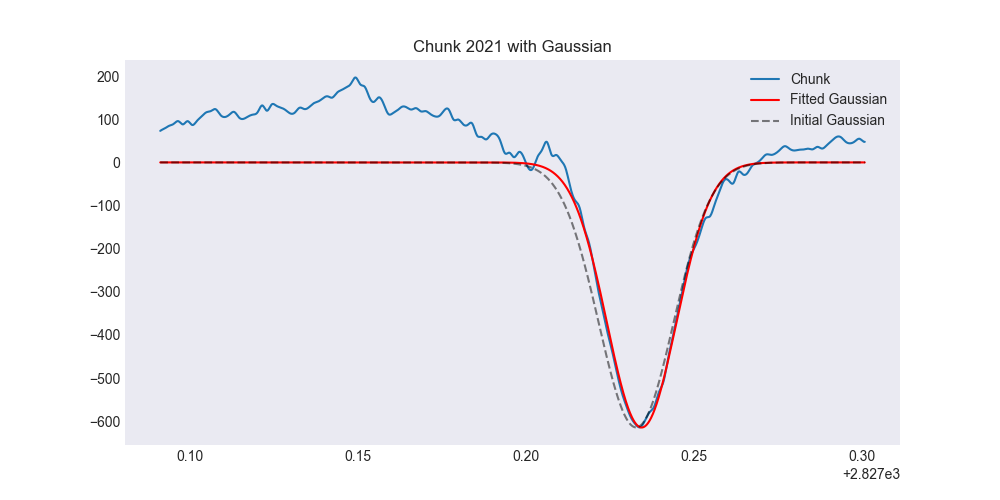 Chunk 2021 with Gaussian
200
100
0
−100
−200
−300
−400
−500
−600
Chunk
Fitted Gaussian
Initial Gaussian
0.10 0.15 0.20 0.25 0.30
+2.827e3